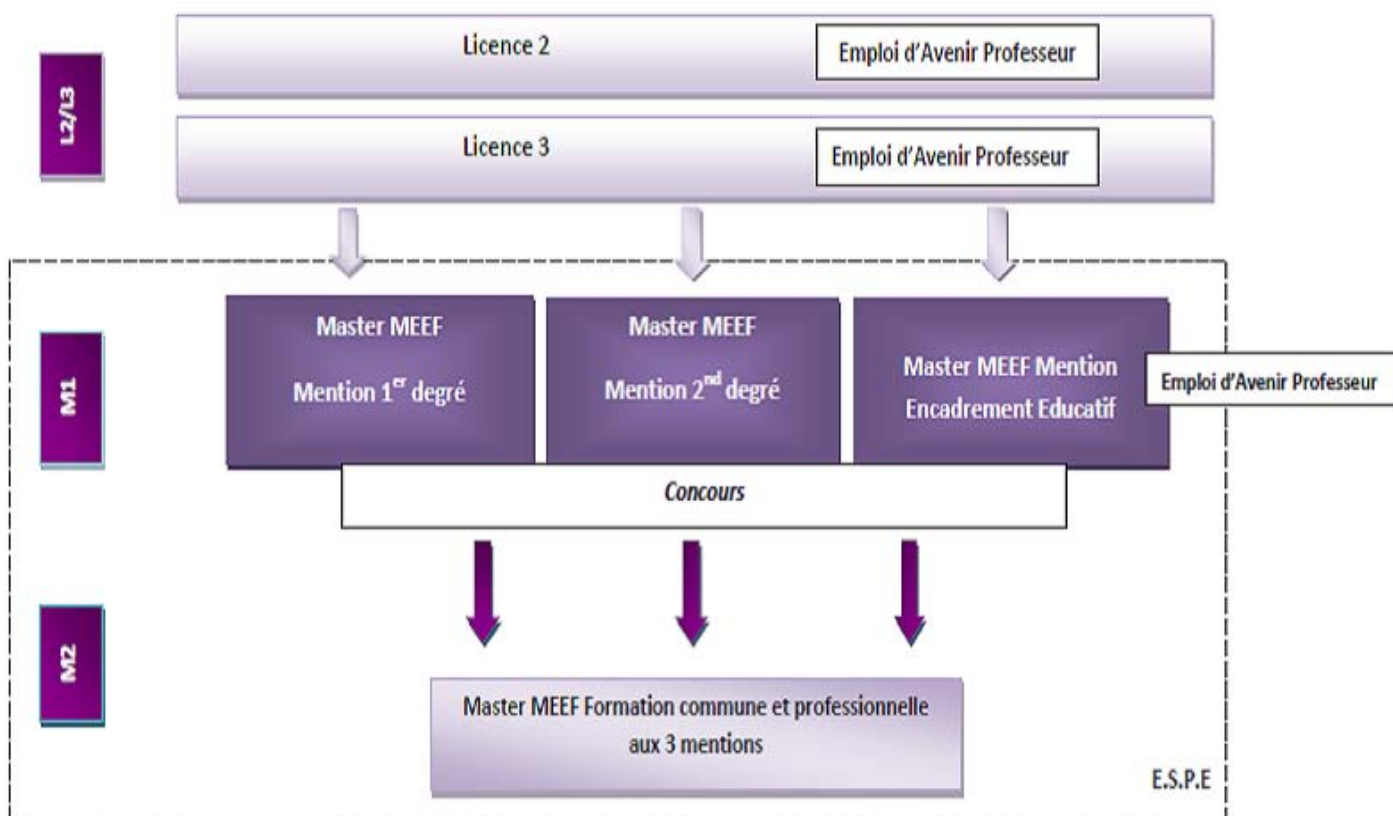 L2/L3
Licence 2
Emploi d'Avenir Professeur
Licence 3
Emploi d'Avenir Professeur
M1
Master MEEF
Mention 1er degré
Master MEEF
Mention 2nd degré
Master MEEF Mention
Encadrement Educatif
Emploi d'Avenir Professeur
Concours
M2
Master MEEF Formation commune et professionnelle
aux 3 mentions
E.S.P.E